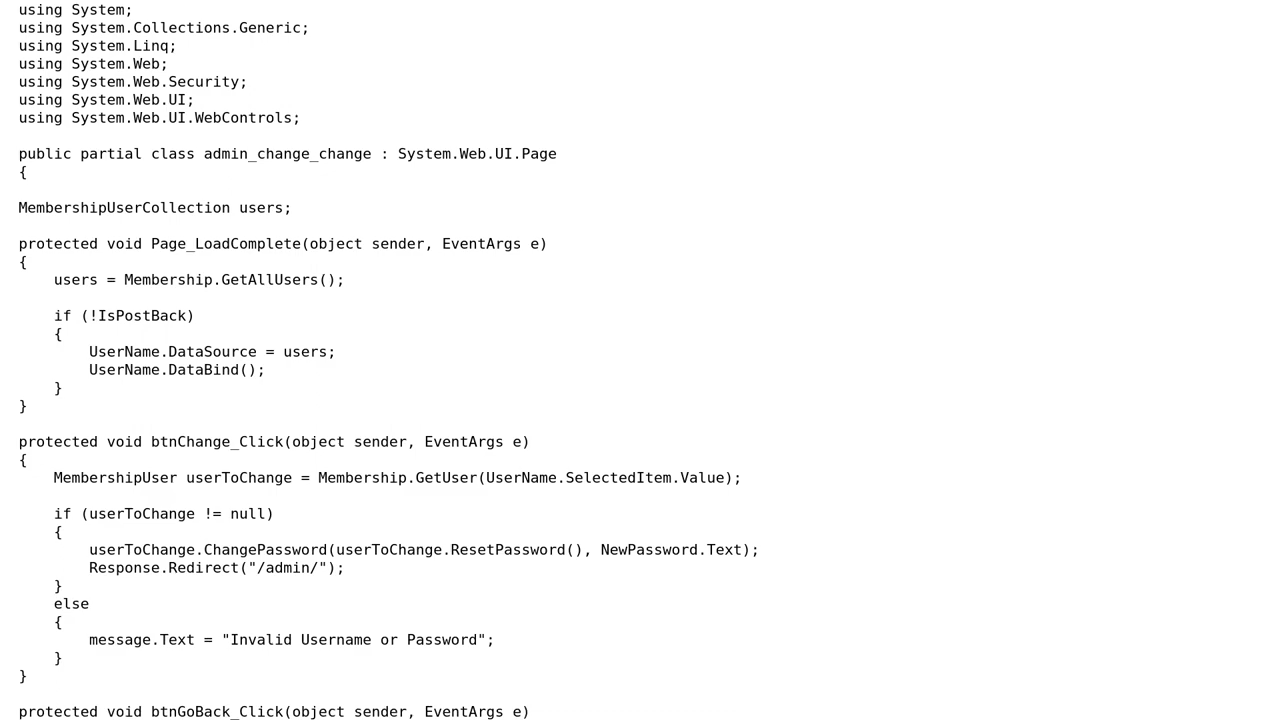 using System;
using System.Collections.Generic;
using System.Linq;
using System.Web;
using System.Web.Security;
using System.Web.UI;
using System.Web.UI.WebControls;

public partial class admin_change_change : System.Web.UI.Page
{

MembershipUserCollection users;

protected void Page_LoadComplete(object sender, EventArgs e)
{
    users = Membership.GetAllUsers();

    if (!IsPostBack)
    {
        UserName.DataSource = users;
        UserName.DataBind();
    }
}

protected void btnChange_Click(object sender, EventArgs e)
{
    MembershipUser userToChange = Membership.GetUser(UserName.SelectedItem.Value);

    if (userToChange != null)
    {
        userToChange.ChangePassword(userToChange.ResetPassword(), NewPassword.Text);
        Response.Redirect("/admin/");
    }
    else
    {
        message.Text = "Invalid Username or Password";
    }
}

protected void btnGoBack_Click(object sender, EventArgs e)